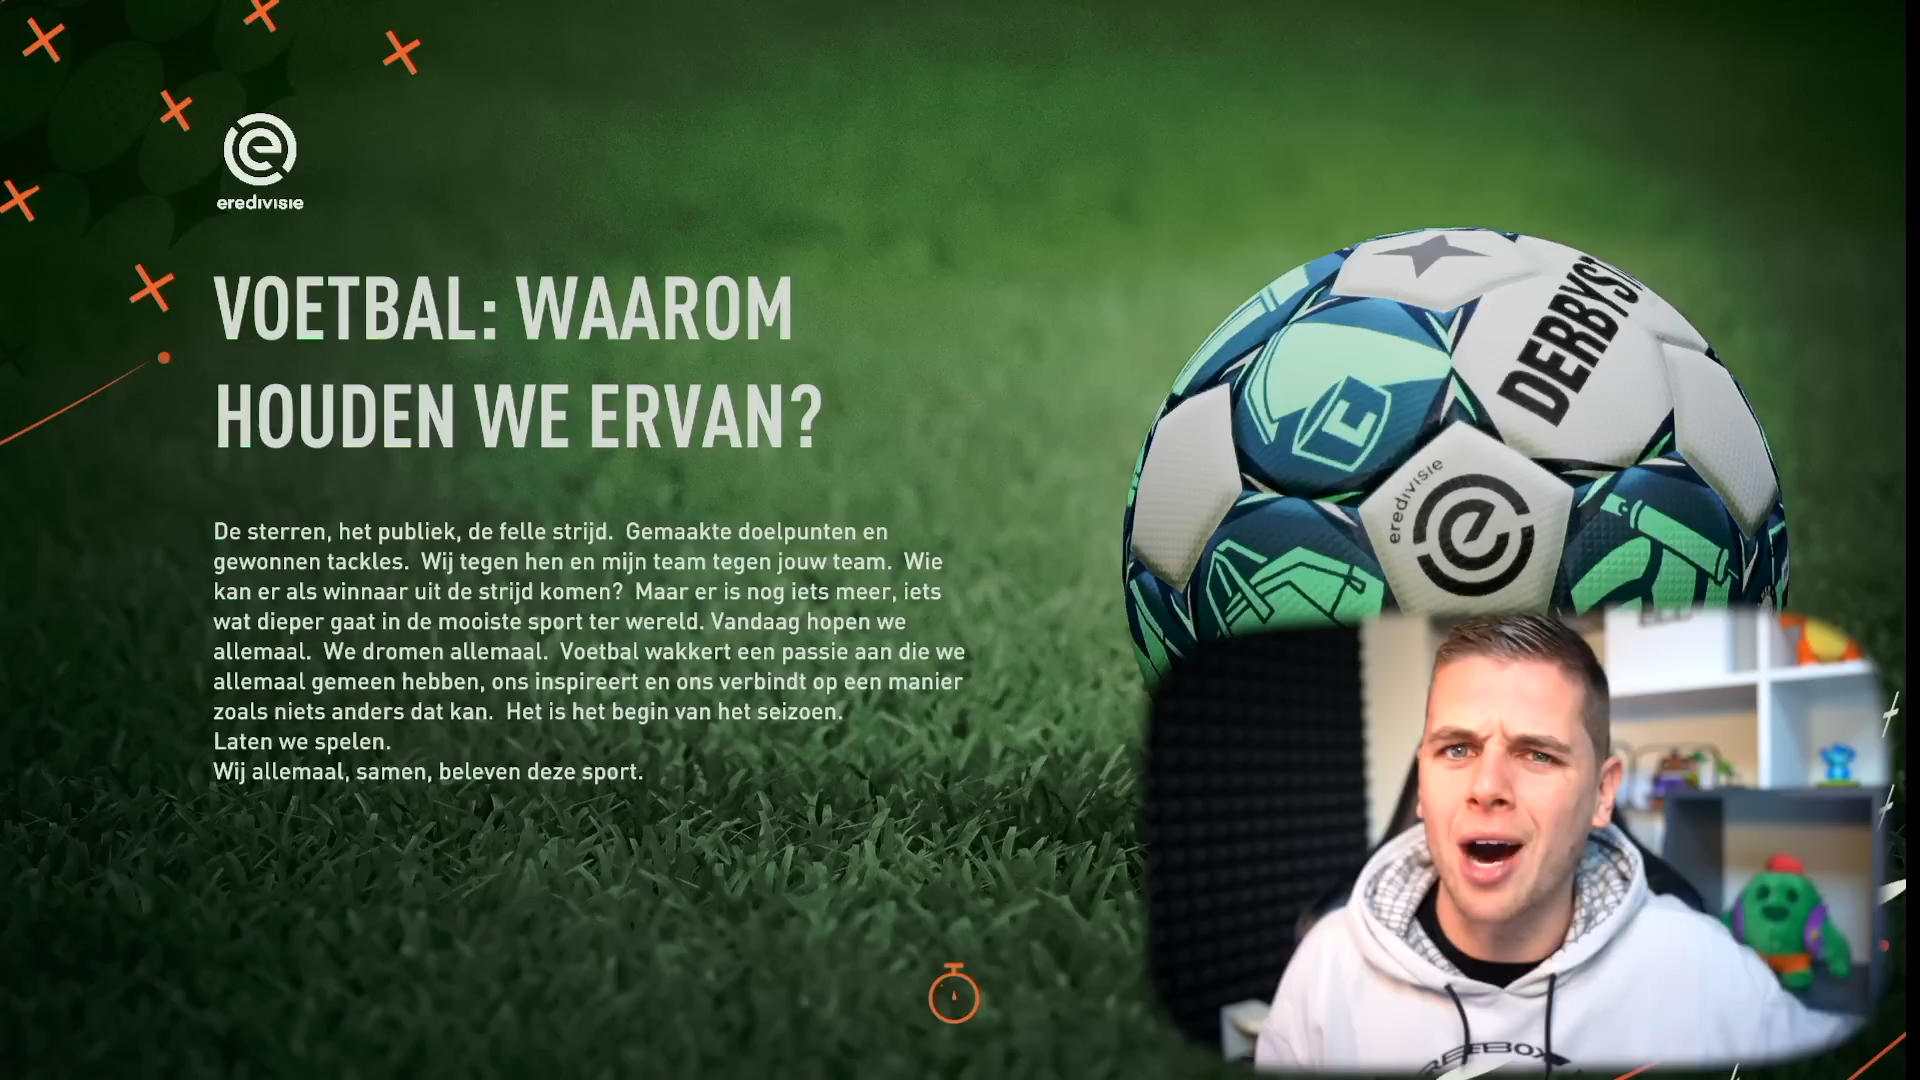 eredivisie
VOETBAL: WAAROM
HOUDEN WE ERVAN?
De sterren, het publiek, de felle strijd. Gemaakte doelpunten en
gewonnen tackles. Wij tegen hen en mijn team tegen jouw team. Wie
kan er als winnaar uit de strijd komen? Maar er is nog iets meer, iets
wat dieper gaat in de mooiste sport ter wereld. Vandaag hopen we
allemaal. We dromen allemaal. Voetbal wakkert een passie aan die we
allemaal gemeen hebben, ons inspireert en ons verbindt op een manier
zoals niets anders dat kan. Het is het begin van het seizoen.
Laten we spelen.
Wij allemaal, samen, beleven deze sport.
eredivisie